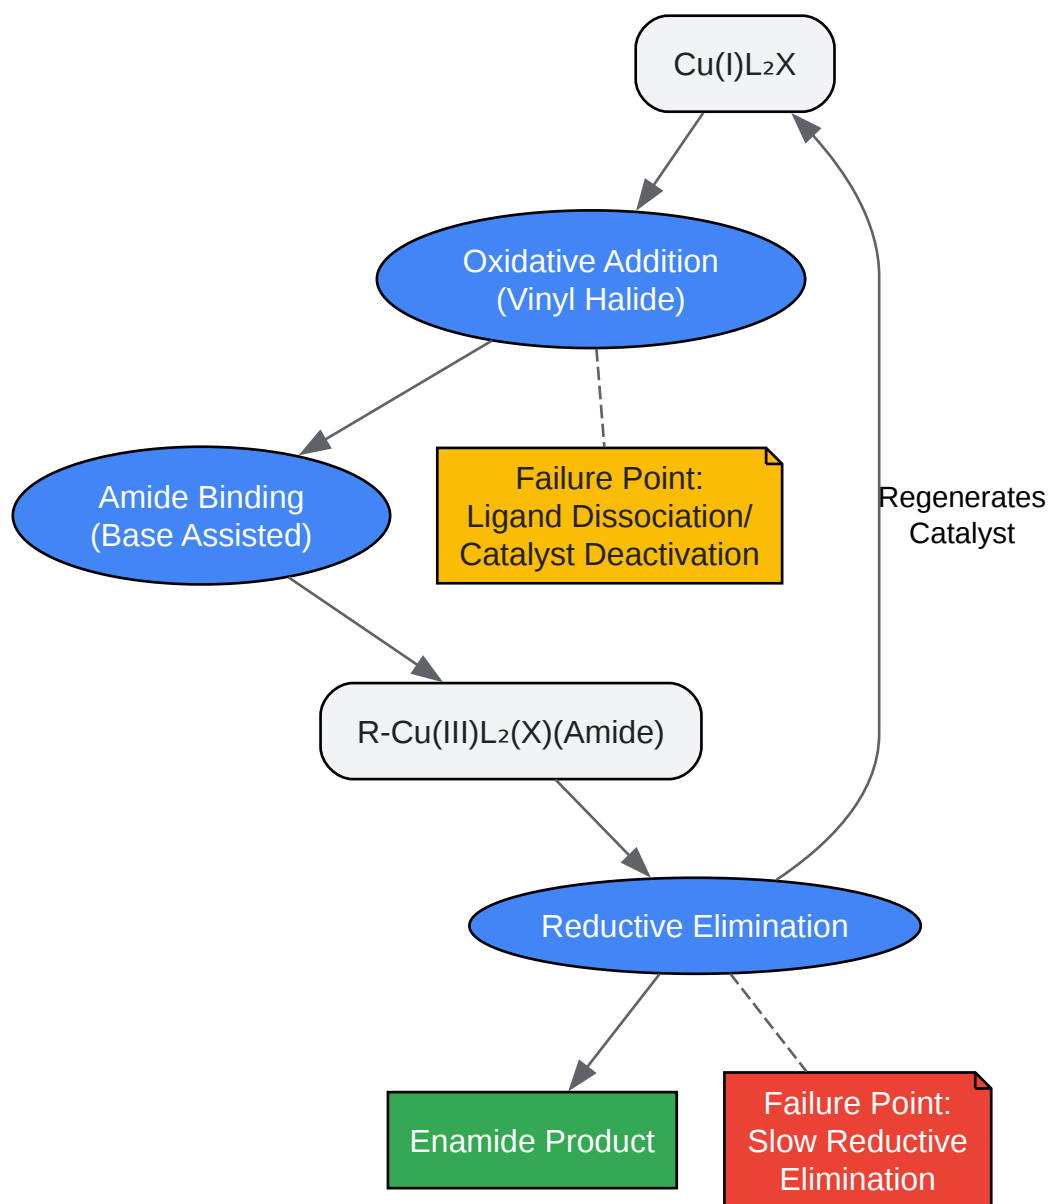 Cu(I)L₂X
Oxidative Addition
(Vinyl Halide)
Amide Binding
(Base Assisted)
Failure Point:
Ligand Dissociation/
Catalyst Deactivation
Regenerates
Catalyst
R-Cu(III)L₂(X)(Amide)
Reductive Elimination
Enamide Product
Failure Point:
Slow Reductive
Elimination